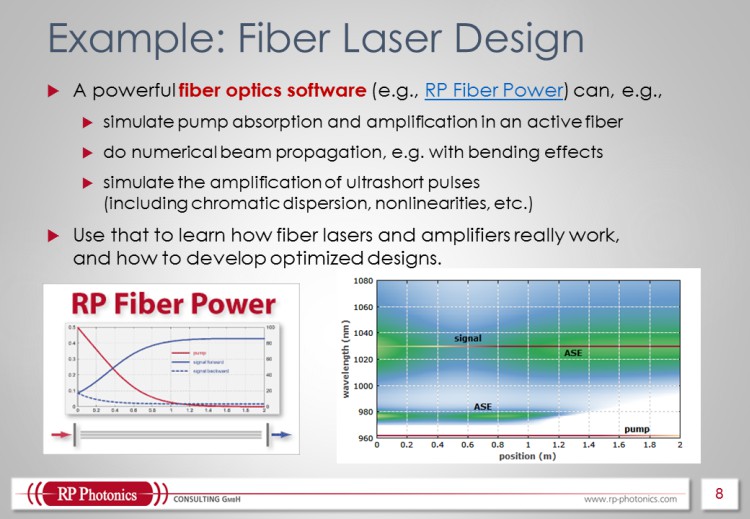 Example: Fiber Laser Design
A powerful fiber optics software (e.g., RP Fiber Power) can, e.g.,
simulate pump absorption and amplification in an active fiber
do numerical beam propagation, e.g. with bending effects
simulate the amplification of ultrashort pulses
(including chromatic dispersion, nonlinearities, etc.)
Use that to learn how fiber lasers and amplifiers really work,
and how to develop optimized designs.
RP Fiber Power
0.5
0.4
0.3
0.2
0.1
0
100
80
60
40
20
0
pump
signal forward
signal backward
0 0.2 0.4 0.6 0.8 1 1.2 1.4 1.6 1.8 2
wavelength (nm)
1080
1060
1040
1020
1000
980
960
signal
ASE
ASE
pump
0 0.2 0.4 0.6 0.8 1 1.2 1.4 1.6 1.8 2
position (m)
RP Photonics
CONSULTING GmbH
www.rp-photonics.com
8